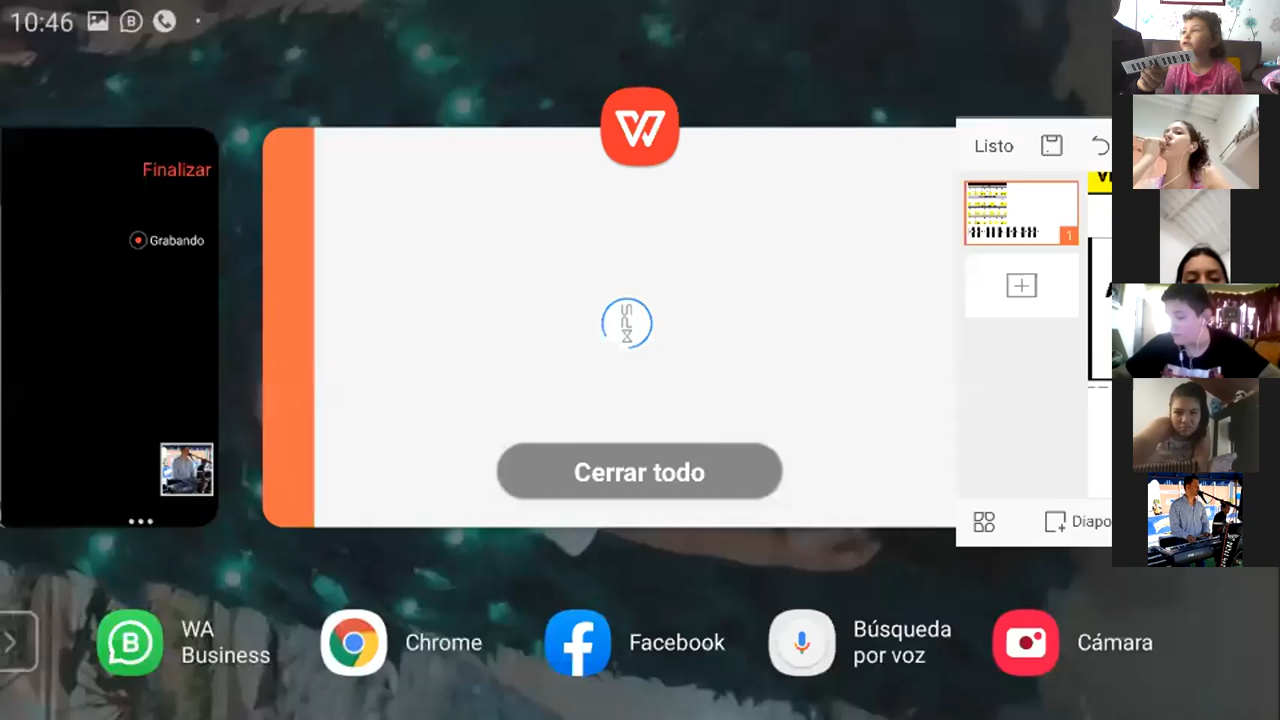 10:46
Finalizar
Grabando
Cerrar todo
Listo
1
Diapo
WA
Business
Chrome
Facebook
Búsqueda
por voz
Cámara